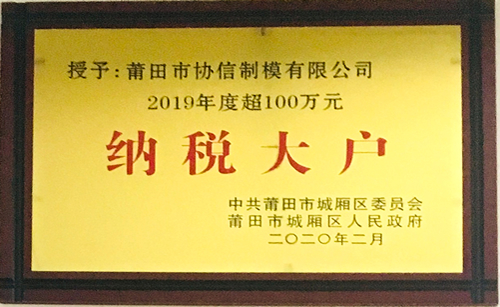 授予：莆田市协信制模有限公司
2019年度超100万元
纳税大户
中共莆田市城厢区委员会
莆田市城厢区人民政府
二〇二〇年二月